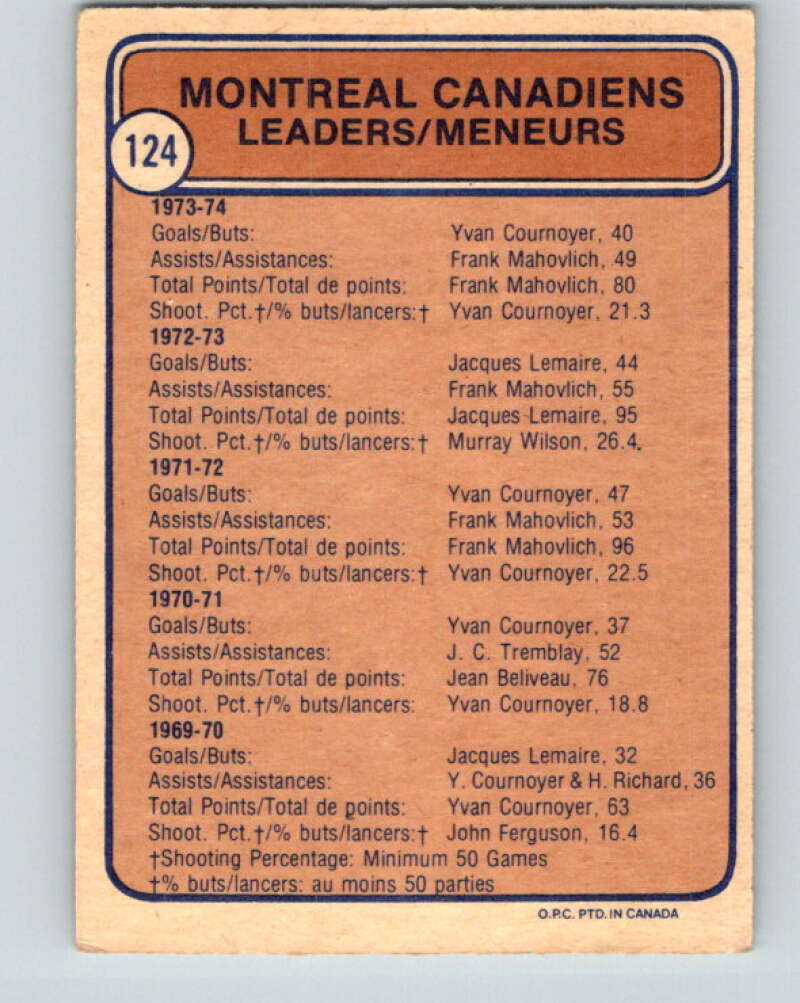 MONTREAL CANADIENS
LEADERS/MENEURS
124
1973-74
Goals/Buts: Yvan Cournoyer, 40
Assists/Assistances: Frank Mahovlich, 49
Total Points/Total de points: Frank Mahovlich, 80
Shoot. Pct.†/% buts/lancers:† Yvan Cournoyer, 21.3
1972-73
Goals/Buts: Jacques Lemaire, 44
Assists/Assistances: Frank Mahovlich, 55
Total Points/Total de points: Jacques Lemaire, 95
Shoot. Pct.†/% buts/lancers:† Murray Wilson, 26.4
1971-72
Goals/Buts: Yvan Cournoyer, 47
Assists/Assistances: Frank Mahovlich, 53
Total Points/Total de points: Frank Mahovlich, 96
Shoot. Pct.†/% buts/lancers:† Yvan Cournoyer, 22.5
1970-71
Goals/Buts: Yvan Cournoyer, 37
Assists/Assistances: J. C. Tremblay, 52
Total Points/Total de points: Jean Beliveau, 76
Shoot. Pct.†/% buts/lancers: Yvan Cournoyer, 18.8
1969-70
Goals/Buts: Jacques Lemaire, 32
Assists/Assistances: Y. Cournoyer & H. Richard, 36
Total Points/Total de points: Yvan Cournoyer, 63
Shoot. Pct.†/% buts/lancers:† John Ferguson, 16.4
†Shooting Percentage: Minimum 50 Games
†% buts/lancers: au moins 50 parties
O.P.C. PTD. IN CANADA